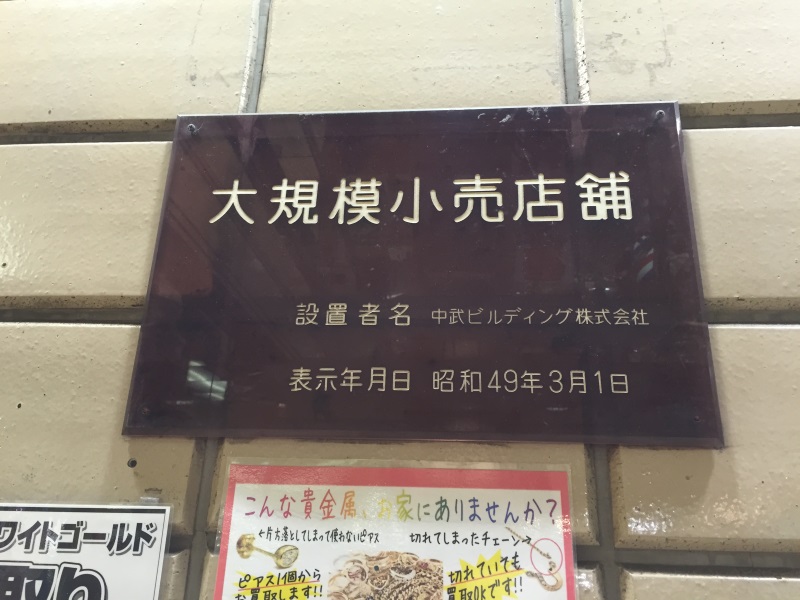 大規模小売店舗
設置者名 中武ビルディング株式会社
表示年月日 昭和49年3月1日
こんな貴金属、お家にありませんか?
片方落としてしまって使わないピアス
切れてしまったチェーン→
ピアス1個から
お買取します!!
切れていても
買取OKです!!
ワイトゴールド
取り